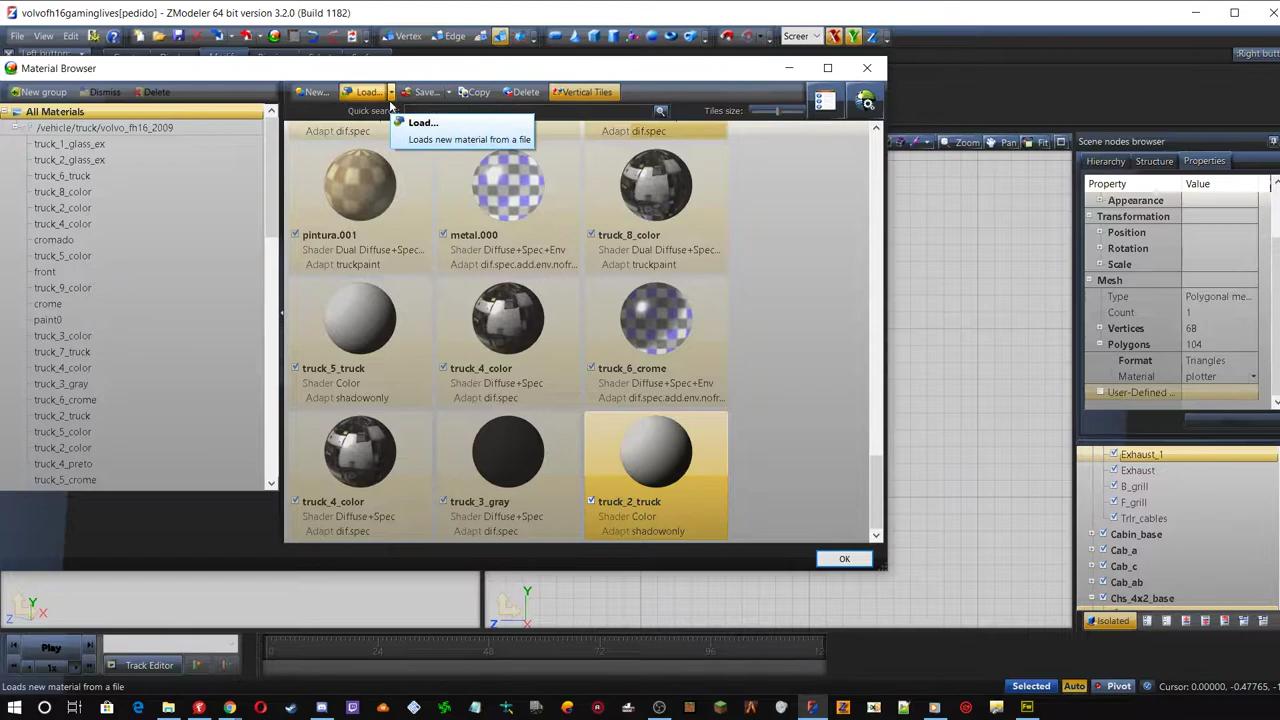 volvofh16gaminglives[pedido] - ZModeler 64 bit version 3.2.0 (Build 1182)
File View Edit Vertex Edge Screen X Y Z
Material Browser
New group Dismiss Delete New... Load... Save... Copy Delete Vertical Tiles
Quick search: Tiles size:
All Materials
/vehicle/truck/volvo_fh16_2009
truck_1_glass_ex
truck_2_glass_ex
truck_6_truck
truck_8_color
truck_2_color
truck_4_color
cromado
truck_5_color
front
truck_9_color
crome
paint0
truck_3_color
truck_7_truck
truck_4_color
truck_3_gray
truck_6_crome
truck_2_truck
truck_5_color
truck_2_color
truck_4_preto
truck_5_crome
Load...
Loads new material from a file
Adapt dif.spec Adapt dif.spec
pintura.001 metal.000 truck_8_color
Shader Dual Diffuse+Spec... Shader Diffuse+Spec+Env Shader Dual Diffuse+Spec...
Adapt truckpaint Adapt dif.spec.add.env.nofr... Adapt truckpaint
truck_5_truck truck_4_color truck_6_crome
Shader Color Shader Diffuse+Spec Shader Diffuse+Spec+Env
Adapt shadowonly Adapt dif.spec Adapt dif.spec.add.env.nofr...
truck_4_color truck_3_gray truck_2_truck
Shader Diffuse+Spec Shader Diffuse+Spec Shader Color
Adapt dif.spec Adapt dif.spec Adapt shadowonly
OK
Zoom Pan Fit
Scene nodes browser
Hierarchy Structure Properties
Property Value
Appearance
Transformation
Position
Rotation
Scale
Mesh
Type Polygonal me...
Count 1
Vertices 68
Polygons 104
Format Triangles
Material plotter
User-Defined ...
Exhaust_1
Exhaust
B_grill
F_grill
Trlr_cables
Cabin_base
Cab_a
Cab_c
Cab_ab
Chs_4x2_base
Isolated
Y Z X
Y Z X
Play
1x
Track Editor
24 48 72 96 12
Loads new material from a file
Selected Auto Pivot Cursor: 0.00000, -0.47765, -1